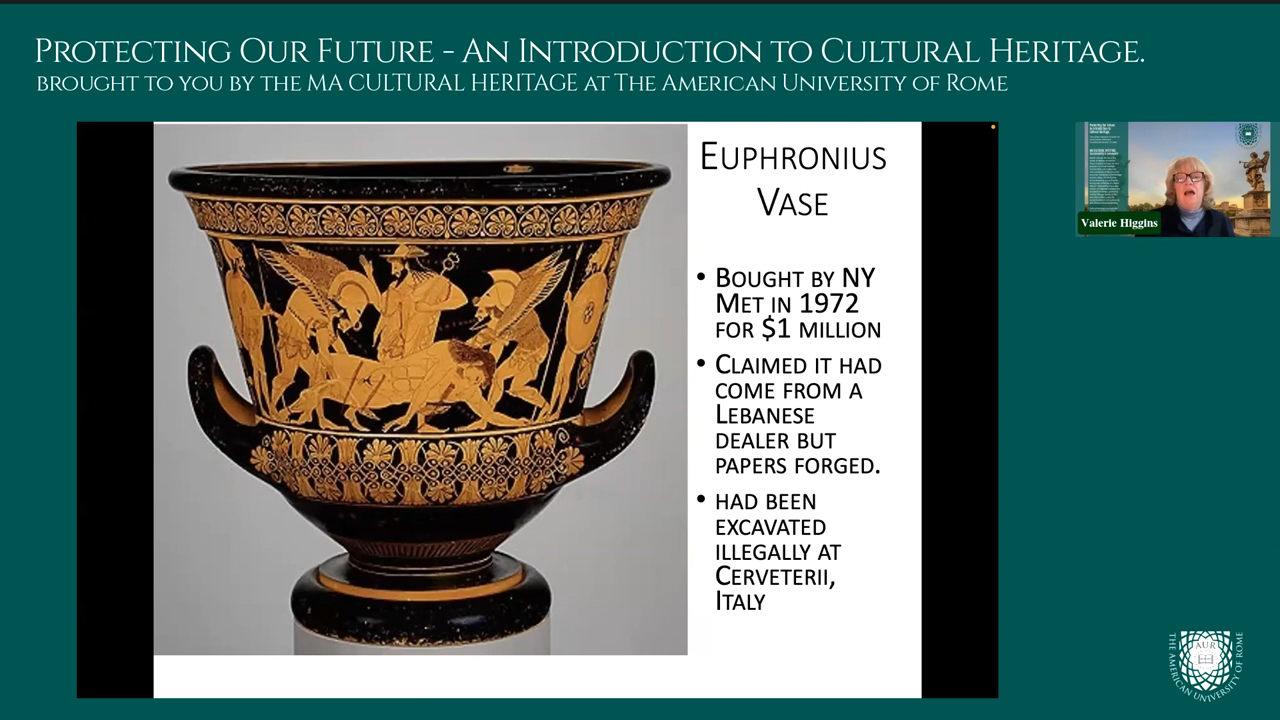 Protecting Our Future - An Introduction to Cultural Heritage.
brought to you by the MA Cultural Heritage at The American University of Rome
Euphronius
Vase
• Bought by NY
Met in 1972
for $1 million
• Claimed it had
come from a
Lebanese
dealer but
papers forged.
• had been
excavated
illegally at
Cerveterii,
Italy
Valerie Higgins
AUR
THE AMERICAN UNIVERSITY OF ROME